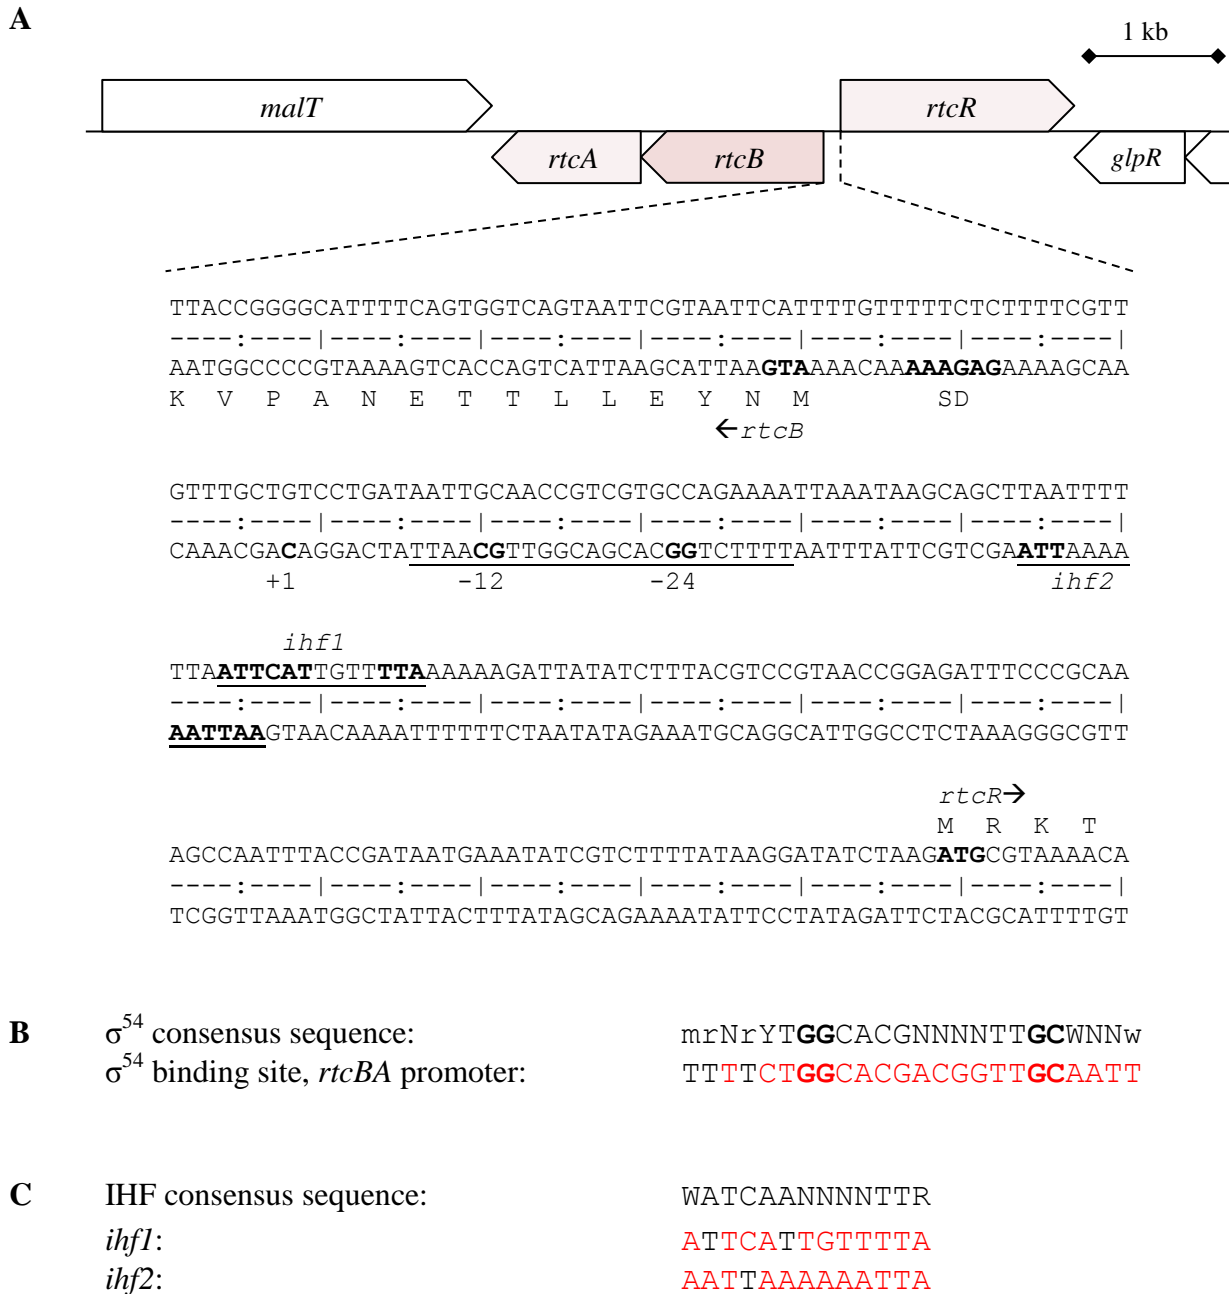 A
1 kb
malT
rtcR
rtcA
rtcB
glpR
TTACCGGGGCATTTTCAGTGGTCAGTAATTCGTAATTCATTTTGTTTTTCTCTTTTCGTT
----:----|----:----|----:----|----:----|----:----|----:----|
AATGGCCCCGTAAAAGTCACCAGTCATTAAGCATTAAGTAAAACAAAAAGAGAAAAGCAA
K V P A N E T T L L E Y N M SD
←rtcB
GTTTGCTGTCCTGATAATTGCAACCGTCGTGCCAGAAAATTAAATAAGCAGCTTAATTTT
----:----|----:----|----:----|----:----|----:----|----:----|
CAAACGACAGGACTATTAACGTTGGCAGCACGGTCTTTTAATTTATTCGTCGAATTAAAA
+1 -12 -24 ihf2
ihf1
TTAATTCATTGTTTTAAAAAAGATTATATCTTTACGTCCGTAACCGGAGATTTCCCGCAA
----:----|----:----|----:----|----:----|----:----|----:----|
AATTAAGTAACAAAATTTTTTCTAATATAGAAATGCAGGCATTGGCCTCTAAAGGGCGTT
rtcR→
M R K T
AGCCAATTTACCGATAATGAAATATCGTCTTTTATAAGGATATCTAAGATGCGTAAAACA
----:----|----:----|----:----|----:----|----:----|----:----|
TCGGTTAAATGGCTATTACTTTATAGCAGAAAATATTCCTATAGATTCTACGCATTTTGT
B σ54 consensus sequence: mrNrYTGGCACGNNNNTTGCWNNw
σ54 binding site, rtcBA promoter: TTTTCTGGCACGACGGTTGCAATT
C IHF consensus sequence: WATCAANNNNTTR
ihf1: ATTCATTGTTTTA
ihf2: AATTAAAAAATTA